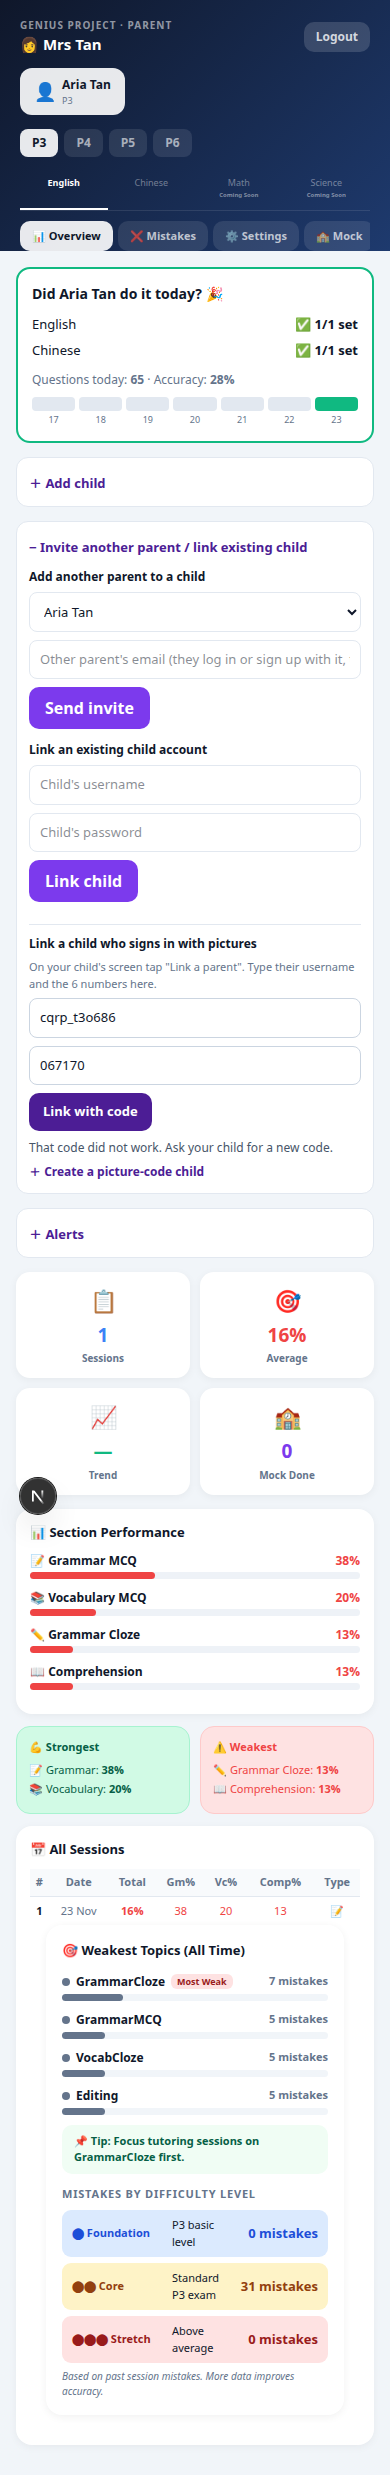 GENIUS PROJECT · PARENT
👩 Mrs Tan
Logout
👤 Aria Tan
P3
P3 P4 P5 P6
English Chinese Math Science
Coming Soon Coming Soon
📊 Overview ❌ Mistakes ⚙️ Settings 🏫 Mock
Did Aria Tan do it today? 🎉
English ✅ 1/1 set
Chinese ✅ 1/1 set
Questions today: 65 · Accuracy: 28%
17 18 19 20 21 22 23
+ Add child
− Invite another parent / link existing child
Add another parent to a child
Aria Tan
Other parent's email (they log in or sign up with it,
Send invite
Link an existing child account
Child's username
Child's password
Link child
Link a child who signs in with pictures
On your child's screen tap "Link a parent". Type their username
and the 6 numbers here.
cqrp_t3o686
067170
Link with code
That code did not work. Ask your child for a new code.
+ Create a picture-code child
+ Alerts
📋 🎯
1 16%
Sessions Average
📈 🏫
— 0
Trend Mock Done
N
📊 Section Performance
📝 Grammar MCQ 38%
📚 Vocabulary MCQ 20%
✏️ Grammar Cloze 13%
📖 Comprehension 13%
💪 Strongest
📝 Grammar: 38%
📚 Vocabulary: 20%
⚠️ Weakest
✏️ Grammar Cloze: 13%
📖 Comprehension: 13%
📅 All Sessions
# Date Total Gm% Vc% Comp% Type
1 23 Nov 16% 38 20 13 📝
🎯 Weakest Topics (All Time)
GrammarCloze Most Weak 7 mistakes
GrammarMCQ 5 mistakes
VocabCloze 5 mistakes
Editing 5 mistakes
📌 Tip: Focus tutoring sessions on
GrammarCloze first.
MISTAKES BY DIFFICULTY LEVEL
⬤ Foundation P3 basic level 0 mistakes
⬤⬤ Core Standard P3 exam 31 mistakes
⬤⬤⬤ Stretch Above average 0 mistakes
Based on past session mistakes. More data improves
accuracy.